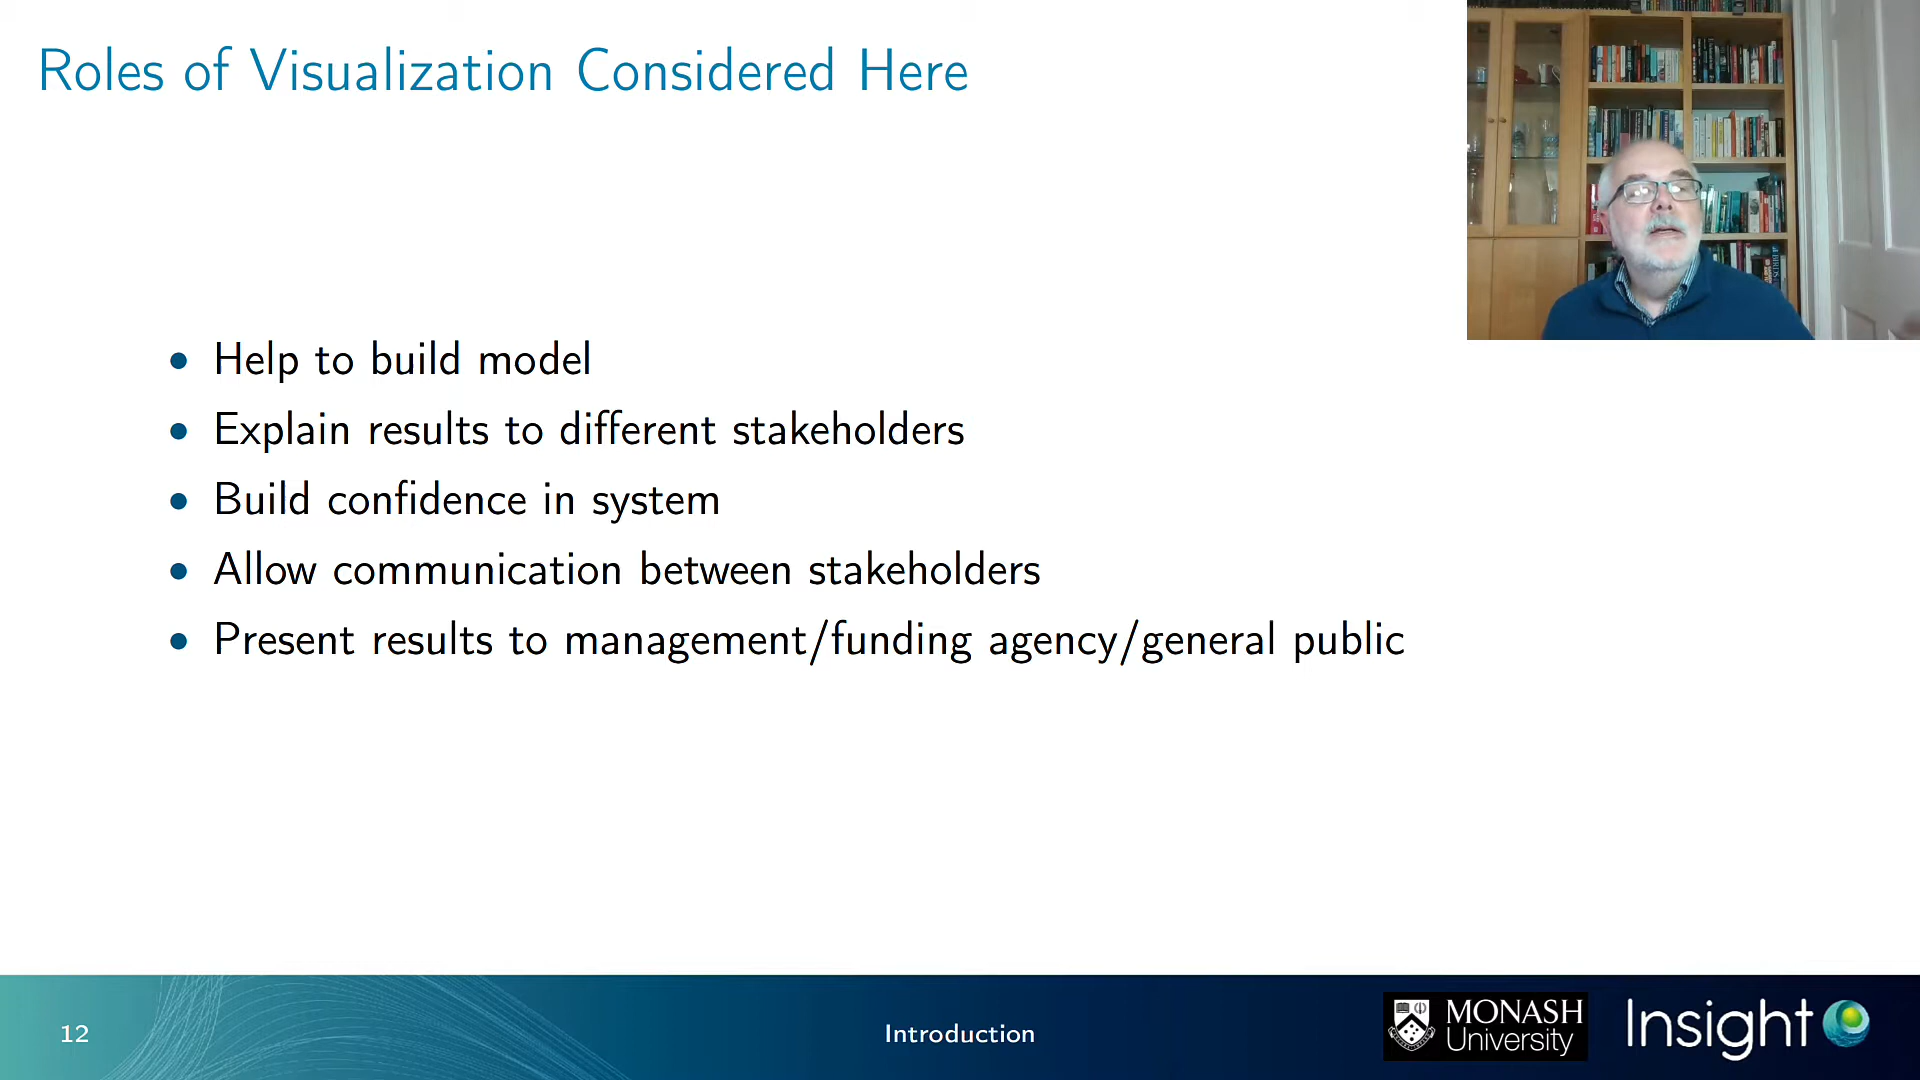 Roles of Visualization Considered Here
• Help to build model
• Explain results to different stakeholders
• Build confidence in system
• Allow communication between stakeholders
• Present results to management/funding agency/general public
12
Introduction
MONASH
University
Insight